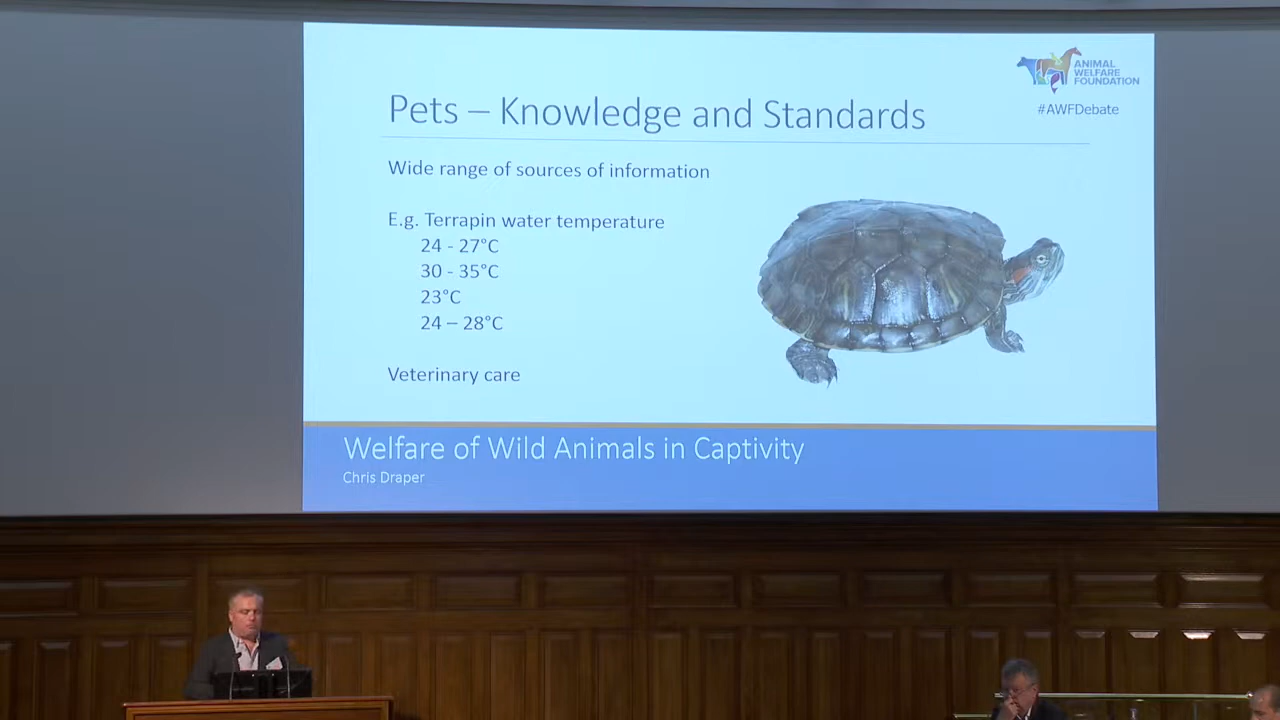 ANIMAL
WELFARE
FOUNDATION
#AWFDebate
Pets – Knowledge and Standards
Wide range of sources of information
E.g. Terrapin water temperature
24 - 27°C
30 - 35°C
23°C
24 – 28°C
Veterinary care
Welfare of Wild Animals in Captivity
Chris Draper